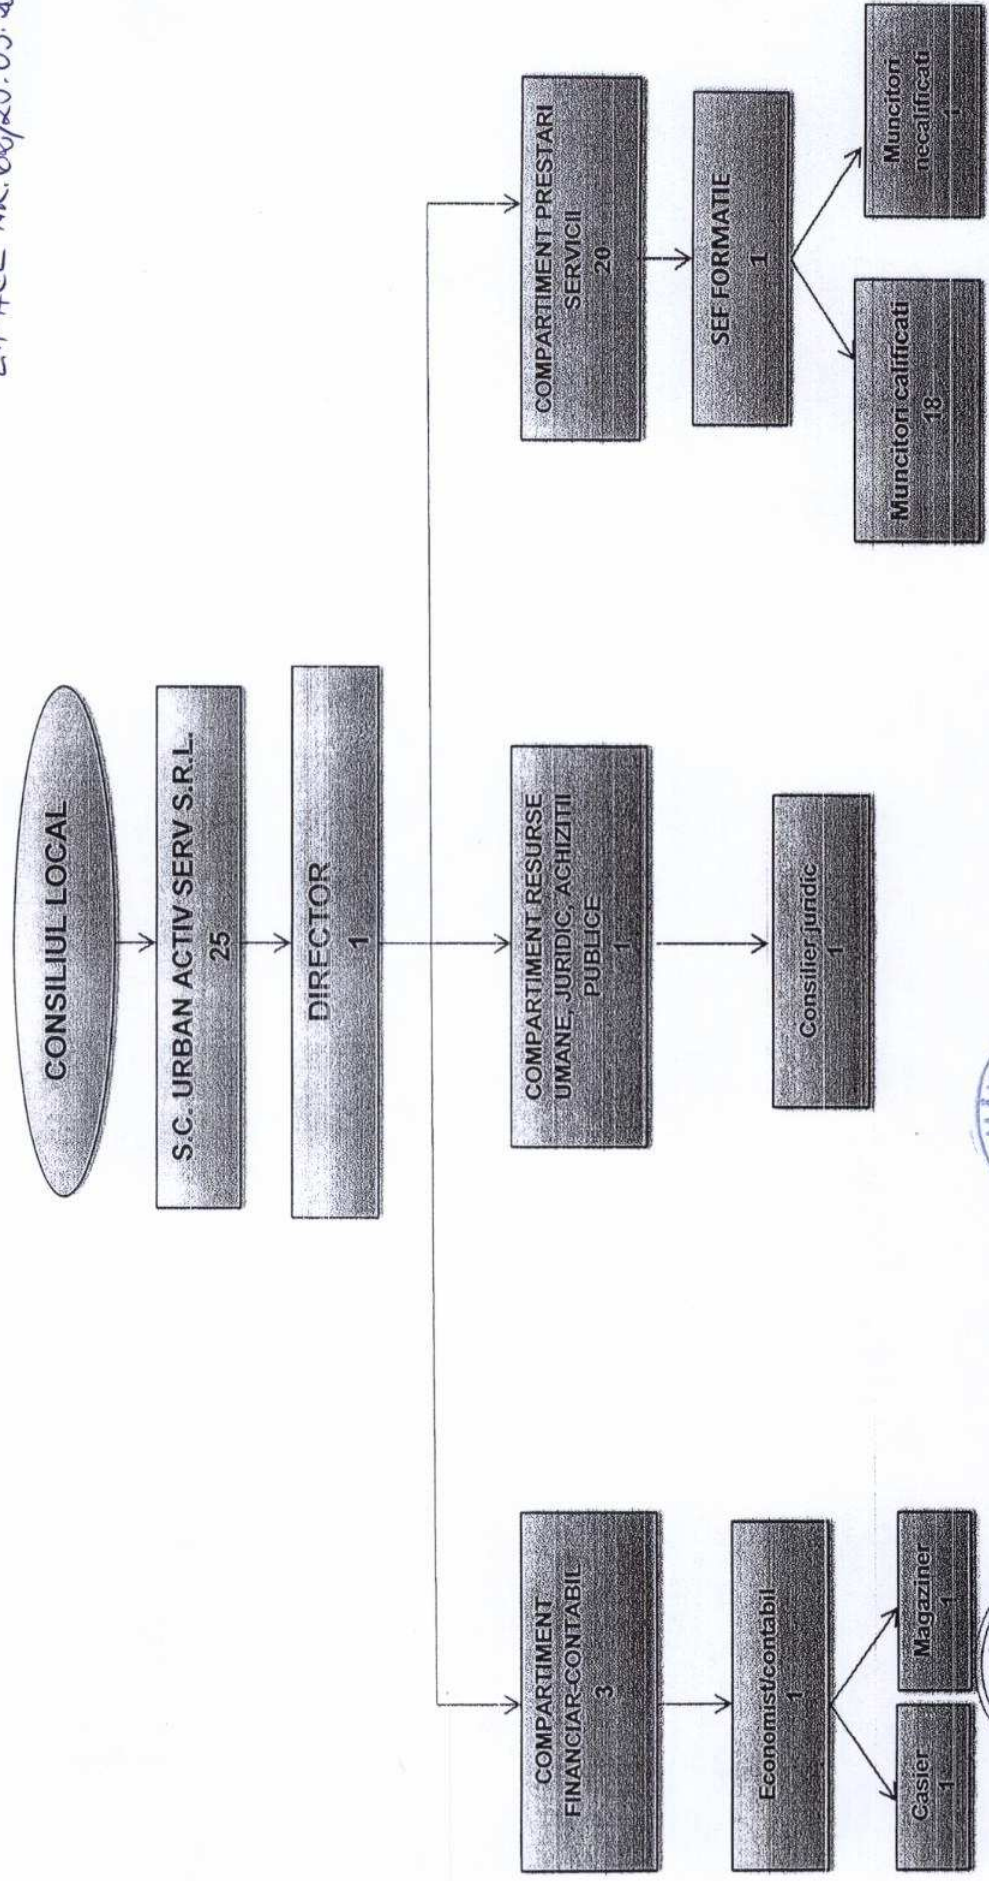 CONSILIUL LOCAL
S.C. URBAN ACTIV SERV S.R.L.
25
DIRECTOR
1
COMPARTIMENT
FINANCIAR-CONTABIL
3
Economist/contabil
1
Casier
1
Magaziner
1
COMPARTIMENT RESURSE
UMANE, JURIDIC, ACHIZITII
PUBLICE
1
Consilier juridic
1
COMPARTIMENT PRESTARI
SERVICII
20
SEF FORMATIE
1
Muncitori calificati
18
Muncitori
necalificati
1